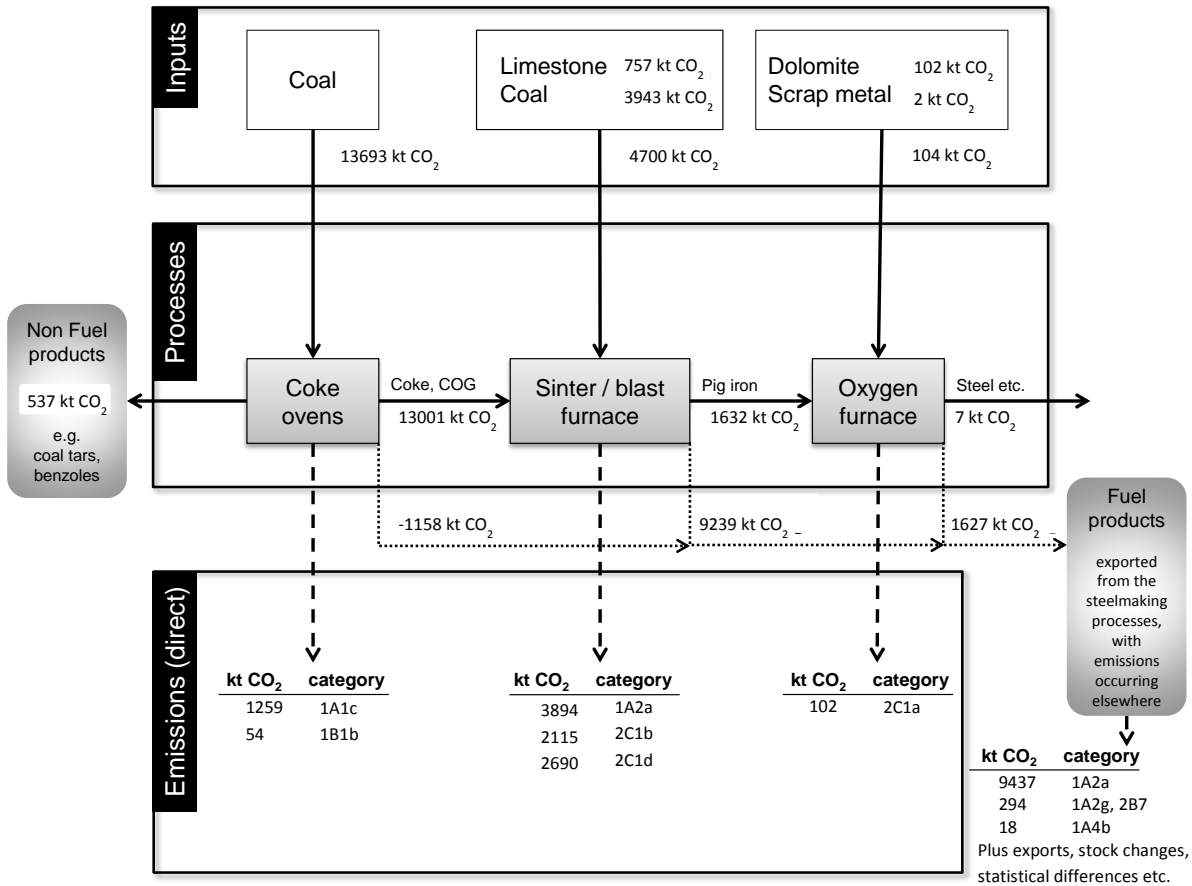 Inputs
Coal
Limestone 757 kt CO₂
Coal 3943 kt CO₂
Dolomite 102 kt CO₂
Scrap metal 2 kt CO₂
13693 kt CO₂
4700 kt CO₂
104 kt CO₂
Processes
Non Fuel
products
537 kt CO₂
e.g.
coal tars,
benzoles
Coke
ovens
Coke, COG
13001 kt CO₂
Sinter / blast
furnace
Pig iron
1632 kt CO₂
Oxygen
furnace
Steel etc.
7 kt CO₂
-1158 kt CO₂
9239 kt CO₂
1627 kt CO₂
Fuel
products
exported
from the
steelmaking
processes,
with
emissions
occurring
elsewhere
Emissions (direct)
kt CO₂ category
1259 1A1c
54 1B1b
kt CO₂ category
3894 1A2a
2115 2C1b
2690 2C1d
kt CO₂ category
102 2C1a
kt CO₂ category
9437 1A2a
294 1A2g, 2B7
18 1A4b
Plus exports, stock changes,
statistical differences etc.